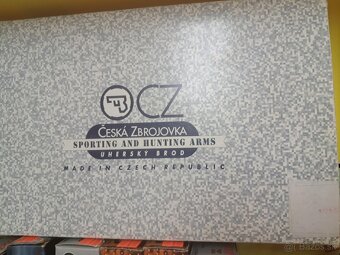 CZ
ČESKÁ ZBROJOVKA
SPORTING AND HUNTING ARMS
UHERSKÝ BROD
MADE IN CZECH REPUBLIC